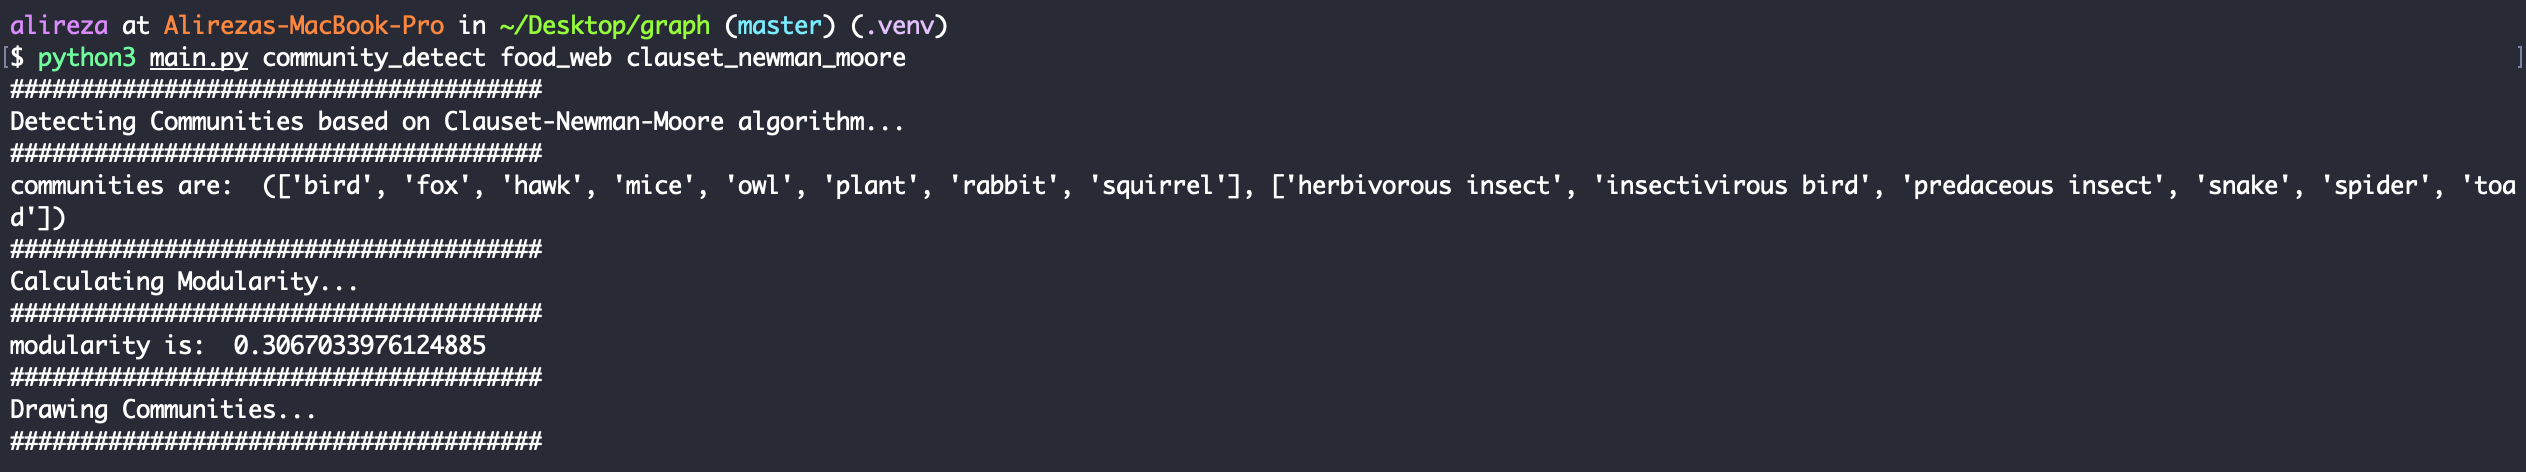 alireza at Alirezas-MacBook-Pro in ~/Desktop/graph (master) (.venv)
[$ python3 main.py community_detect food_web clauset_newman_moore ]
######################################
Detecting Communities based on Clauset-Newman-Moore algorithm...
######################################
communities are:  (['bird', 'fox', 'hawk', 'mice', 'owl', 'plant', 'rabbit', 'squirrel'], ['herbivorous insect', 'insectivirous bird', 'predaceous insect', 'snake', 'spider', 'toa
d'])
######################################
Calculating Modularity...
######################################
modularity is:  0.3067033976124885
######################################
Drawing Communities...
######################################